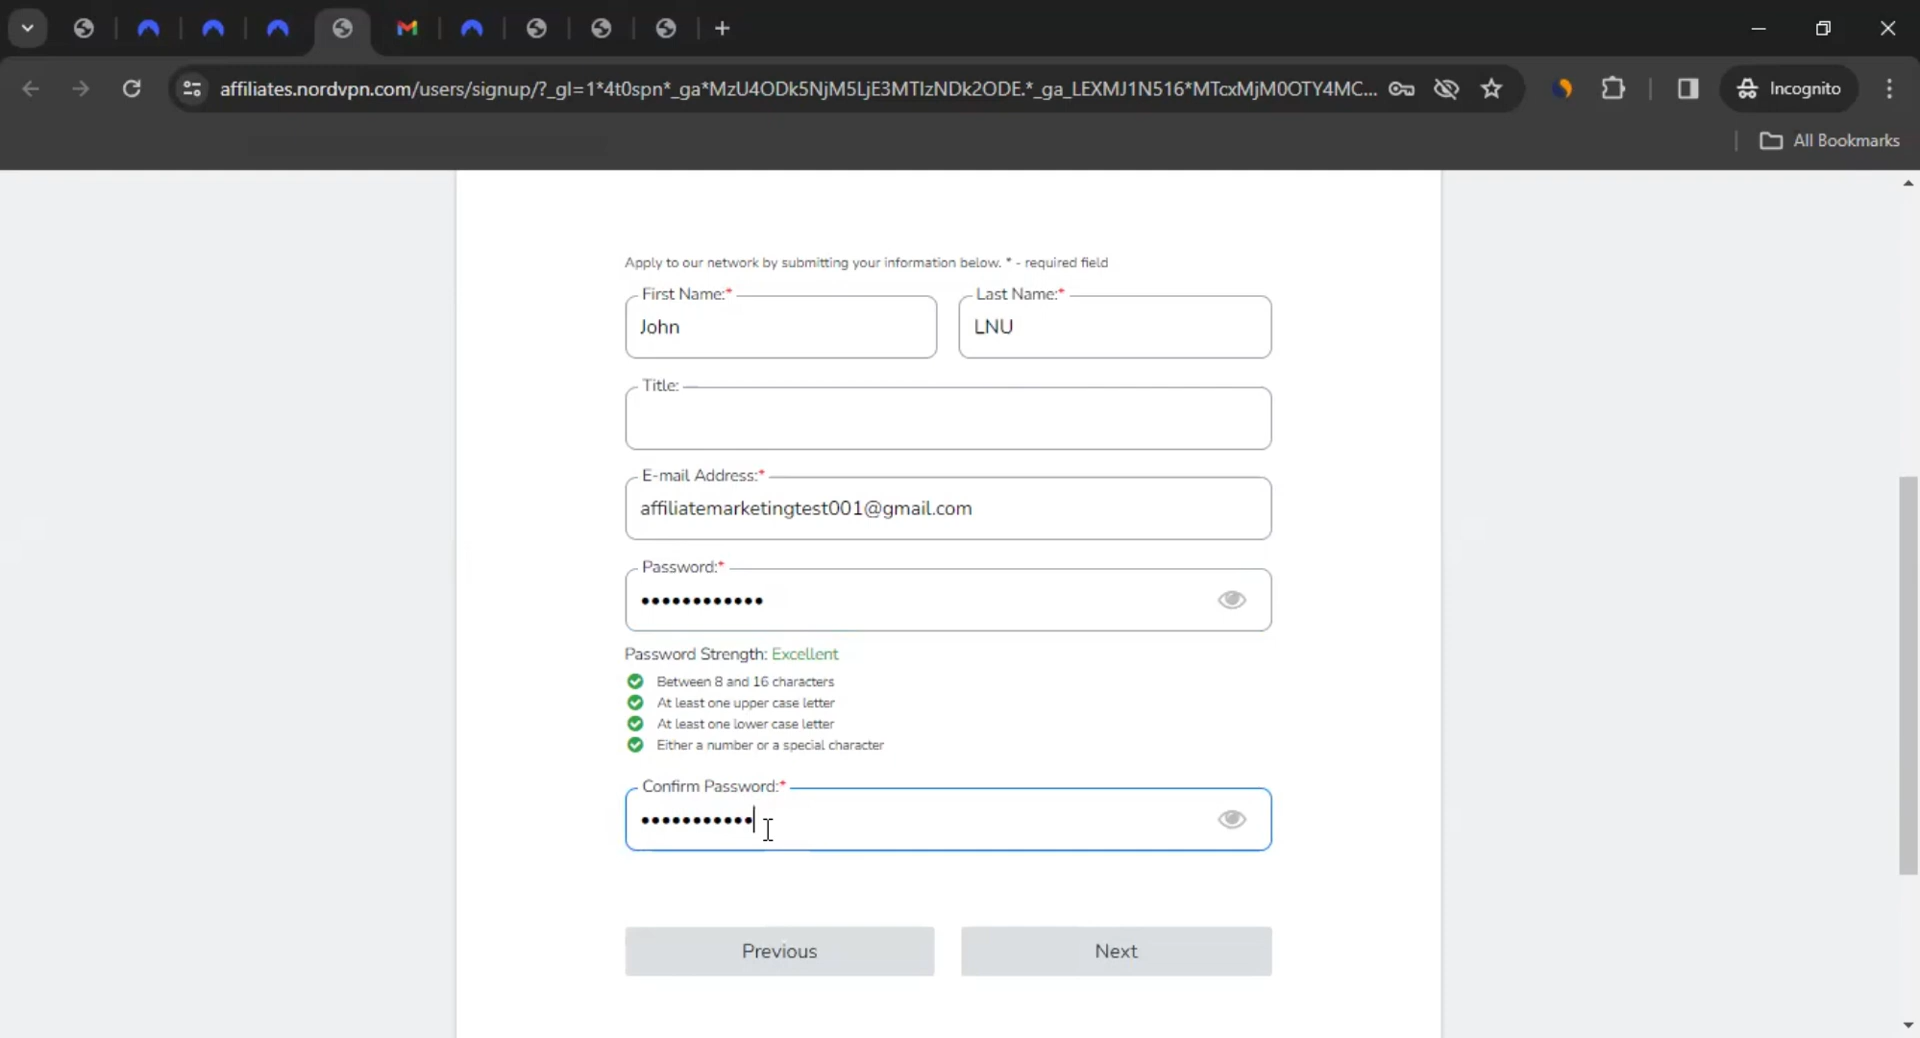 affiliates.nordvpn.com/users/signup/?_gl=1*4t0spn*_ga*MzU4ODk5NjM5LjE3MTIzNDk2ODE.*_ga_LEXMJ1N516*MTcxMjM0OTY4MC...
Incognito
All Bookmarks
Apply to our network by submitting your information below. * - required field
First Name:* Last Name:*
John LNU
Title:
E-mail Address:*
affiliatemarketingtest001@gmail.com
Password:*
••••••••••••
Password Strength: Excellent
Between 8 and 16 characters
At least one upper case letter
At least one lower case letter
Either a number or a special character
Confirm Password:*
•••••••••••
Previous Next